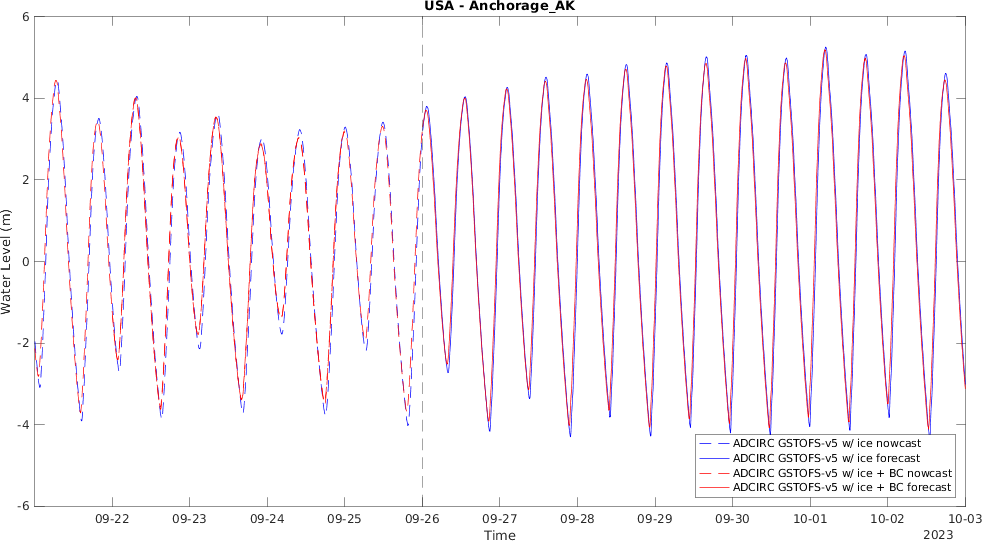 USA - Anchorage_AK
6
4
2
0
-2
-4
-6
Water Level (m)
ADCIRC GSTOFS-v5 w/ ice nowcast
ADCIRC GSTOFS-v5 w/ ice forecast
ADCIRC GSTOFS-v5 w/ ice + BC nowcast
ADCIRC GSTOFS-v5 w/ ice + BC forecast
09-22 09-23 09-24 09-25 09-26 09-27 09-28 09-29 09-30 10-01 10-02 10-03
Time
2023